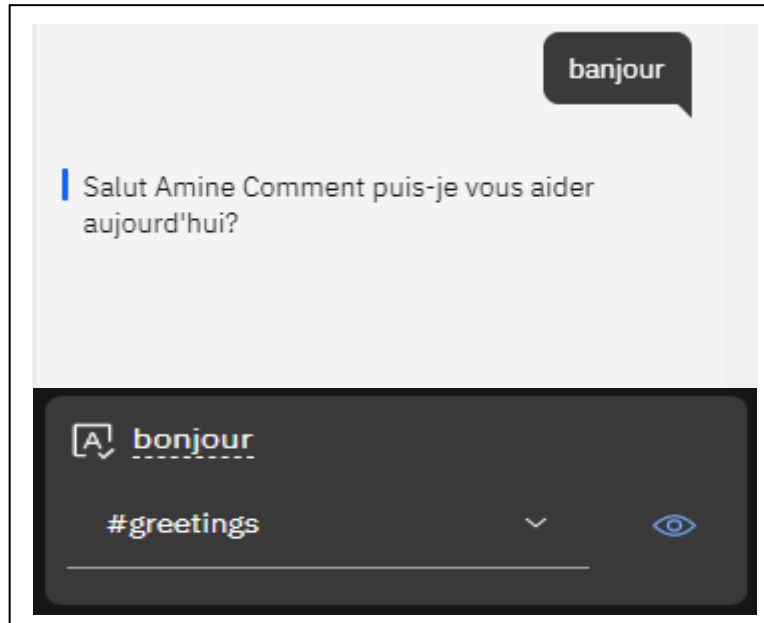 banjour
Salut Amine Comment puis-je vous aider
aujourd'hui?
bonjour
#greetings